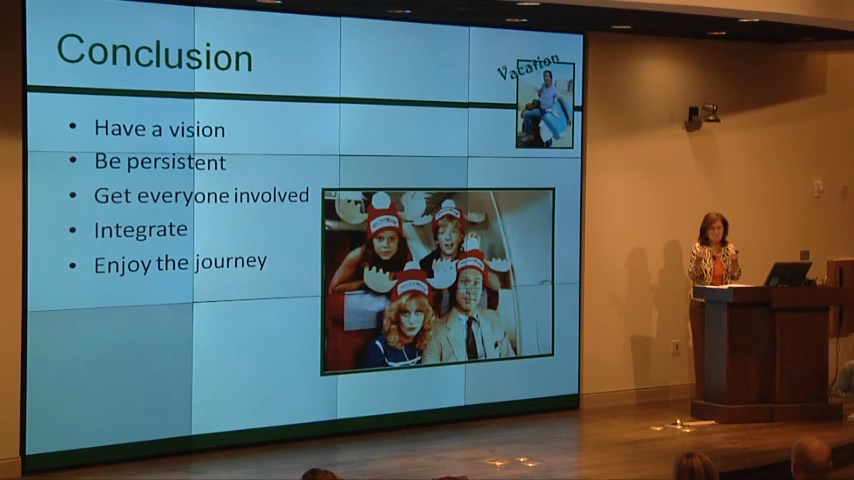 Conclusion
Vacation
• Have a vision
• Be persistent
• Get everyone involved
• Integrate
• Enjoy the journey